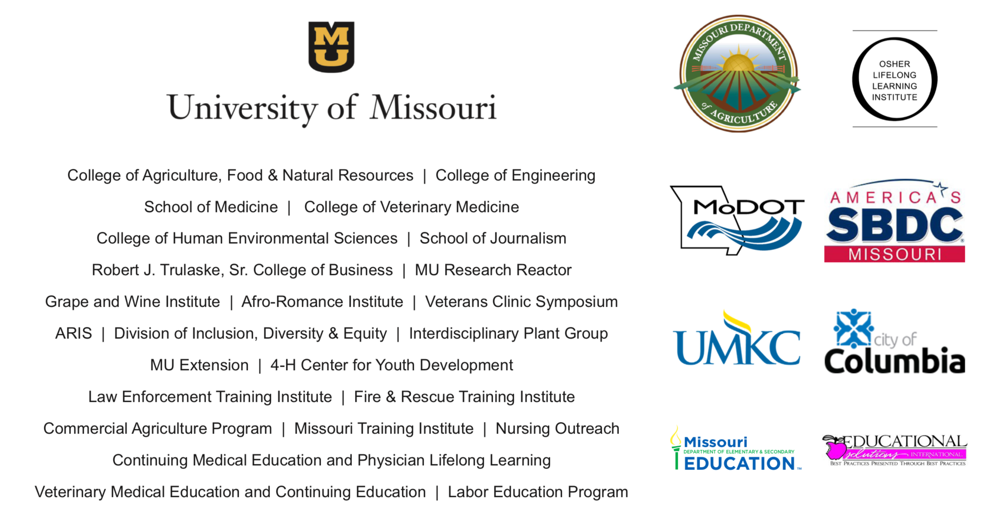 MU
University of Missouri
College of Agriculture, Food & Natural Resources | College of Engineering
School of Medicine | College of Veterinary Medicine
College of Human Environmental Sciences | School of Journalism
Robert J. Trulaske, Sr. College of Business | MU Research Reactor
Grape and Wine Institute | Afro-Romance Institute | Veterans Clinic Symposium
ARIS | Division of Inclusion, Diversity & Equity | Interdisciplinary Plant Group
MU Extension | 4-H Center for Youth Development
Law Enforcement Training Institute | Fire & Rescue Training Institute
Commercial Agriculture Program | Missouri Training Institute | Nursing Outreach
Continuing Medical Education and Physician Lifelong Learning
Veterinary Medical Education and Continuing Education | Labor Education Program
MISSOURI DEPARTMENT
of AGRICULTURE
OSHER
LIFELONG
LEARNING
INSTITUTE
MoDOT
AMERICA'S
SBDC®
MISSOURI
UMKC
city of
Columbia
Missouri
DEPARTMENT OF ELEMENTARY & SECONDARY
EDUCATION™
EDUCATIONAL
solutions INTERNATIONAL
BEST PRACTICES PRESENTED THROUGH BEST PRACTICES